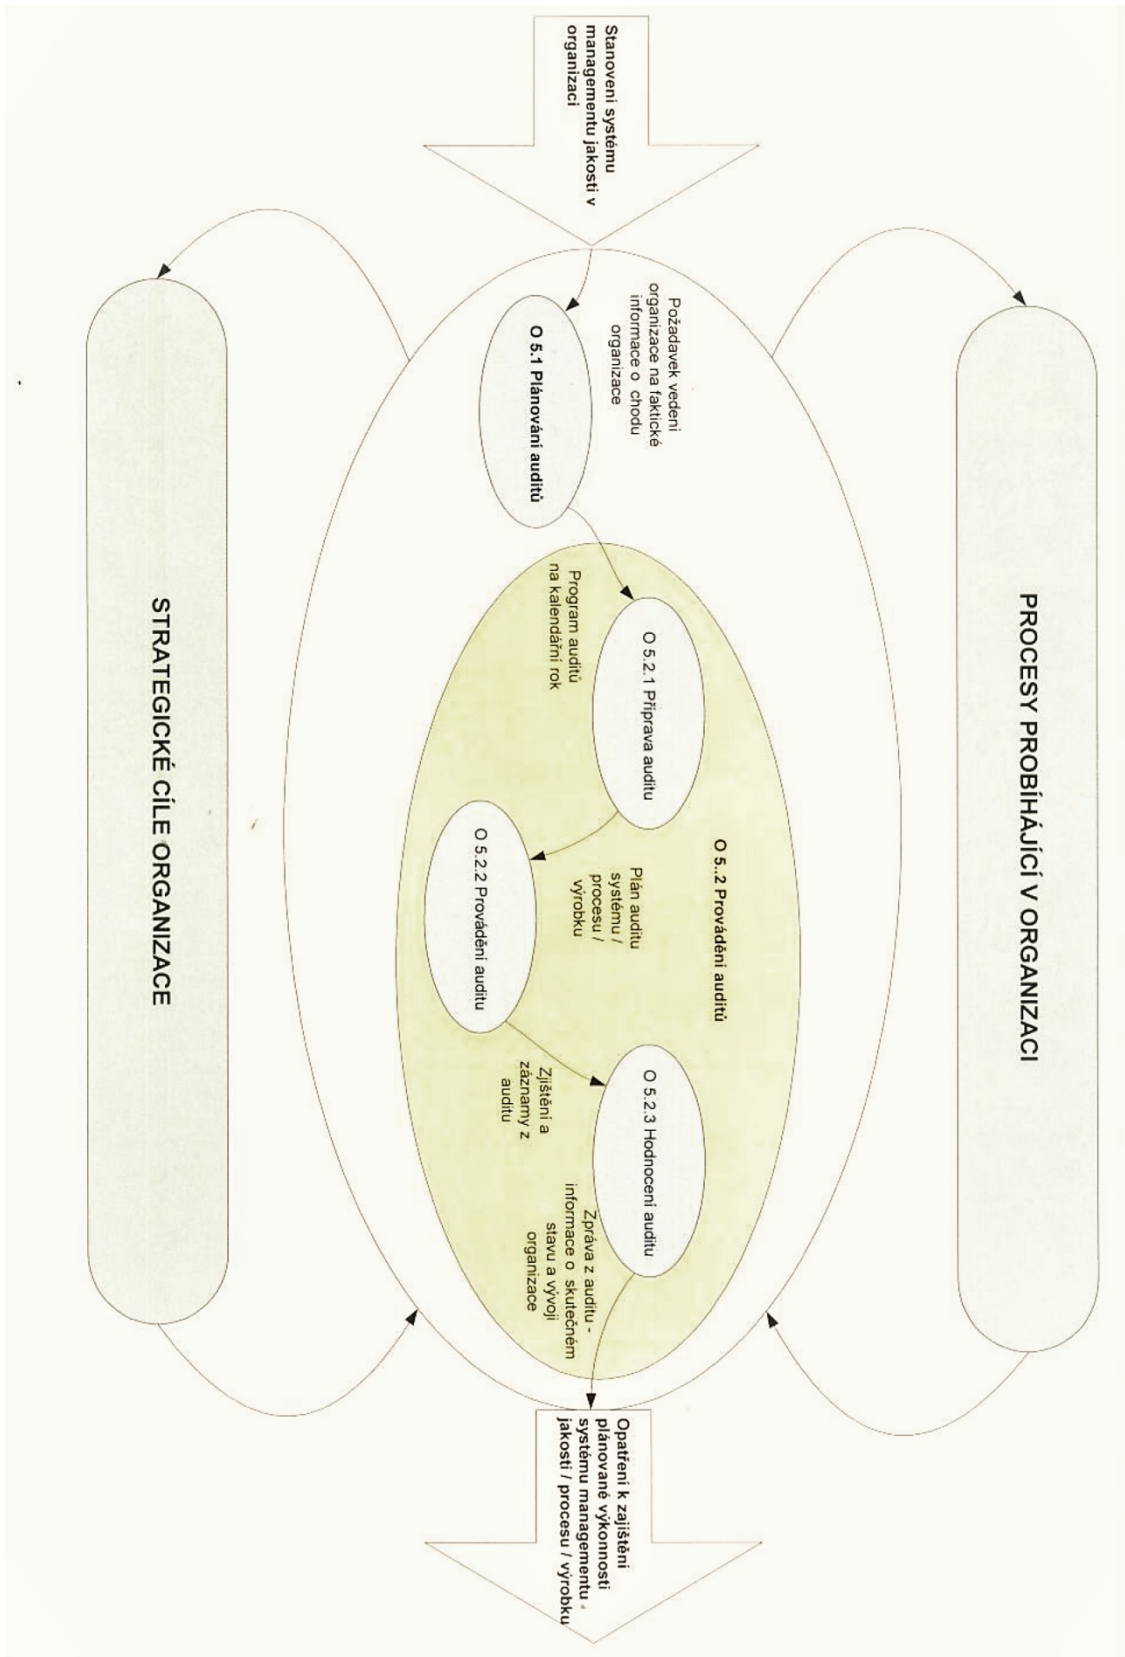 PROCESY PROBÍHÁJÍCÍ V ORGANIZACI
Stanovení systému
managementu jakosti v
organizaci
Požadavek vedení
organizace na faktické
informace o chodu
organizace
O 5.1 Plánování auditů
O 5..2 Provádění auditů
O 5.2.1 Příprava auditu
Program auditů
na kalendářní rok
Plán auditu
systému /
procesu /
výrobku
O 5.2.2 Provádění auditu
Zjištění a
záznamy z
auditu
O 5.2.3 Hodnocení auditu
Zpráva z auditu -
informace o skutečném
stavu a vývoji
organizace
Opatření k zajištění
plánované výkonnosti
systému managementu
jakosti / procesu / výrobku
STRATEGICKÉ CÍLE ORGANIZACE